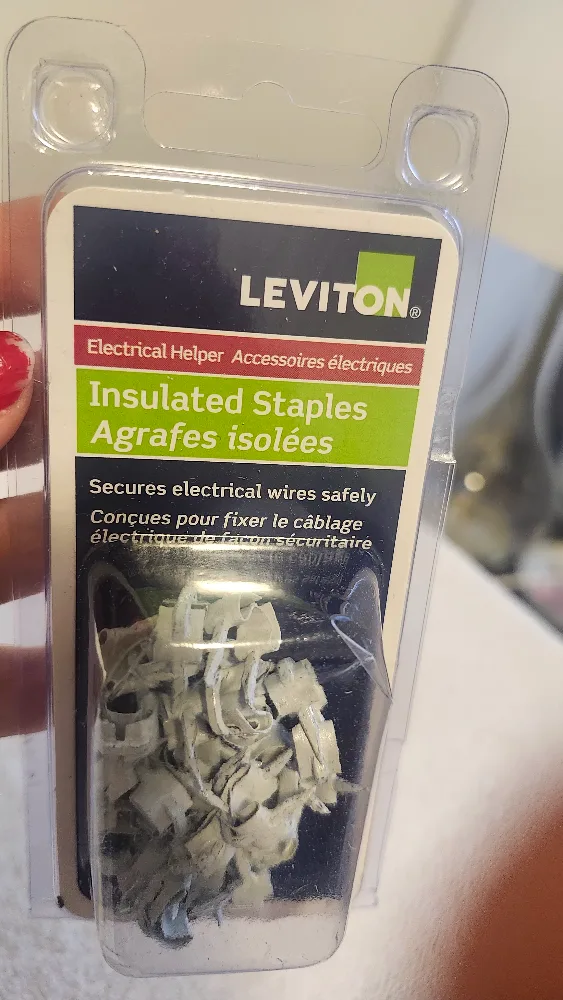 LEVITON®
Electrical Helper Accessoires électriques
Insulated Staples
Agrafes isolées
Secures electrical wires safely
Conçues pour fixer le câblage
électrique de façon sécuritaire